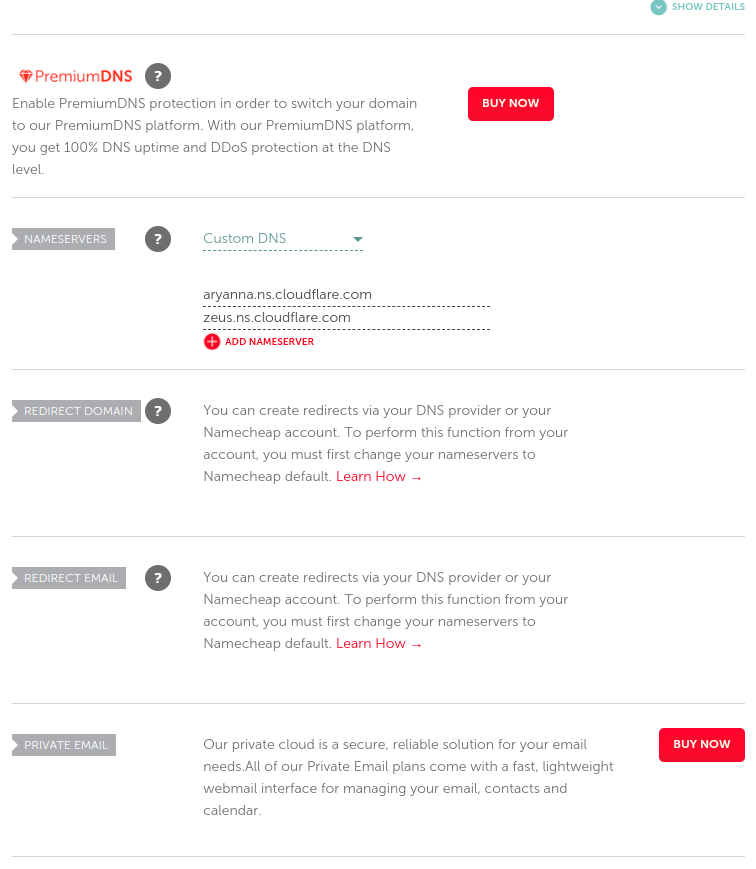 SHOW DETAILS
PremiumDNS ?
Enable PremiumDNS protection in order to switch your domain
to our PremiumDNS platform. With our PremiumDNS platform,
you get 100% DNS uptime and DDoS protection at the DNS
level.
BUY NOW
NAMESERVERS ?
Custom DNS
aryanna.ns.cloudflare.com
zeus.ns.cloudflare.com
ADD NAMESERVER
REDIRECT DOMAIN ?
You can create redirects via your DNS provider or your
Namecheap account. To perform this function from your
account, you must first change your nameservers to
Namecheap default. Learn How →
REDIRECT EMAIL ?
You can create redirects via your DNS provider or your
Namecheap account. To perform this function from your
account, you must first change your nameservers to
Namecheap default. Learn How →
PRIVATE EMAIL
Our private cloud is a secure, reliable solution for your email
needs.All of our Private Email plans come with a fast, lightweight
webmail interface for managing your email, contacts and
calendar.
BUY NOW